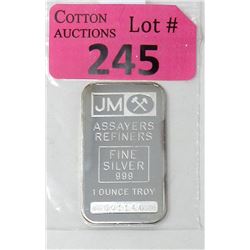 COTTON
AUCTIONS
Lot #
245
JM
ASSAYERS
REFINERS
FINE
SILVER
999
1 OUNCE TROY